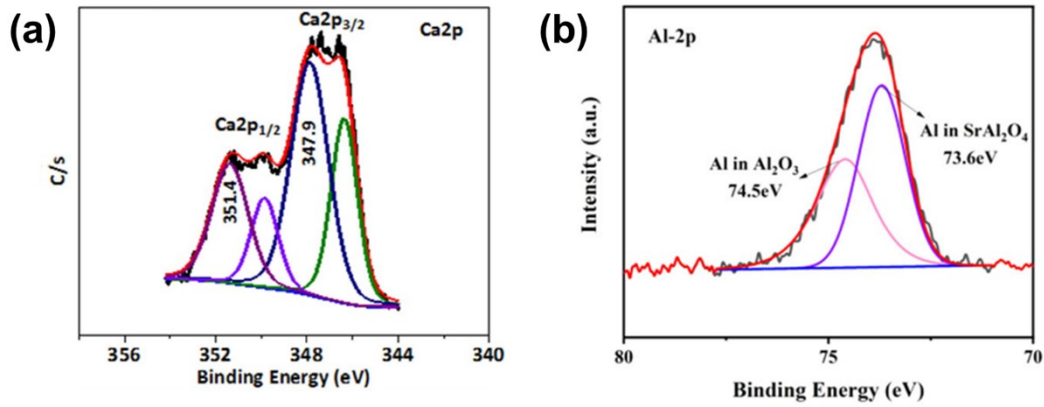 (a)
Ca2p
Ca2p3/2
Ca2p1/2
347.9
351.4
C/s
356 352 348 344 340
Binding Energy (eV)
(b)
Al-2p
Al in SrAl2O4
73.6eV
Al in Al2O3
74.5eV
Intensity (a.u.)
80 75 70
Binding Energy (eV)